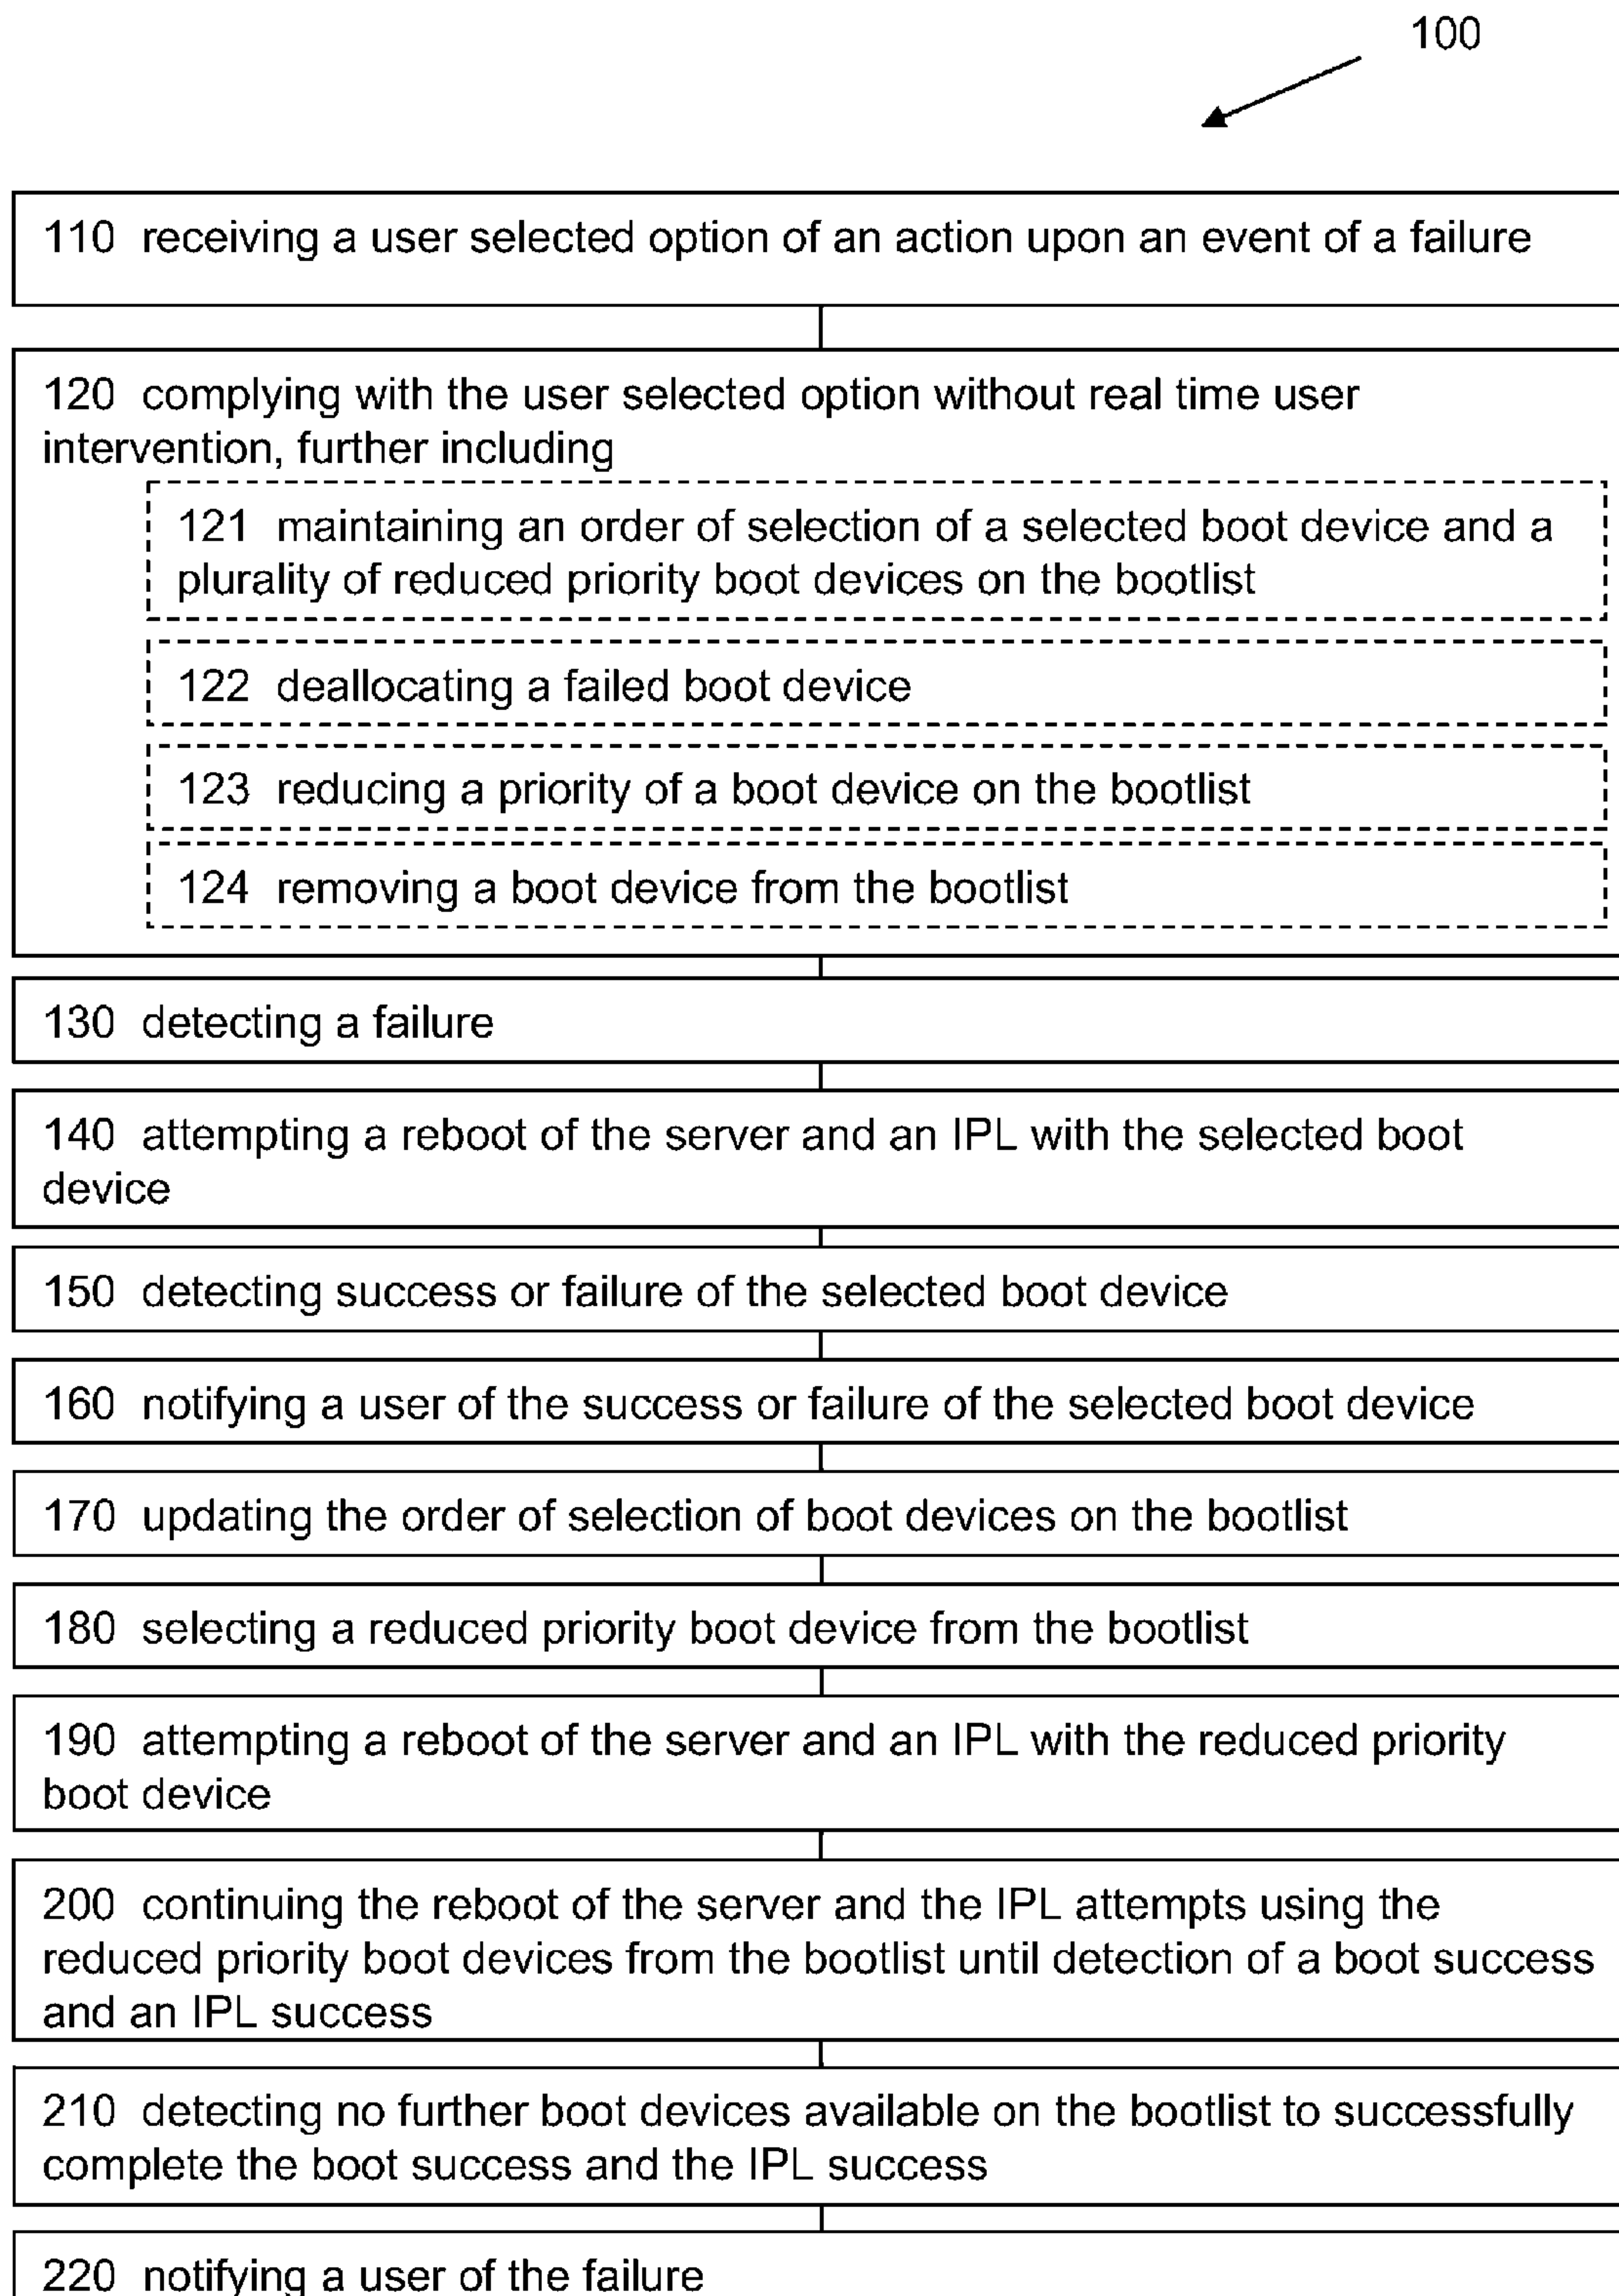 100
110 receiving a user selected option of an action upon an event of a failure
120 complying with the user selected option without real time user
intervention, further including
121 maintaining an order of selection of a selected boot device and a
plurality of reduced priority boot devices on the bootlist
122 deallocating a failed boot device
123 reducing a priority of a boot device on the bootlist
124 removing a boot device from the bootlist
130 detecting a failure
140 attempting a reboot of the server and an IPL with the selected boot
device
150 detecting success or failure of the selected boot device
160 notifying a user of the success or failure of the selected boot device
170 updating the order of selection of boot devices on the bootlist
180 selecting a reduced priority boot device from the bootlist
190 attempting a reboot of the server and an IPL with the reduced priority
boot device
200 continuing the reboot of the server and the IPL attempts using the
reduced priority boot devices from the bootlist until detection of a boot success
and an IPL success
210 detecting no further boot devices available on the bootlist to successfully
complete the boot success and the IPL success
220 notifying a user of the failure